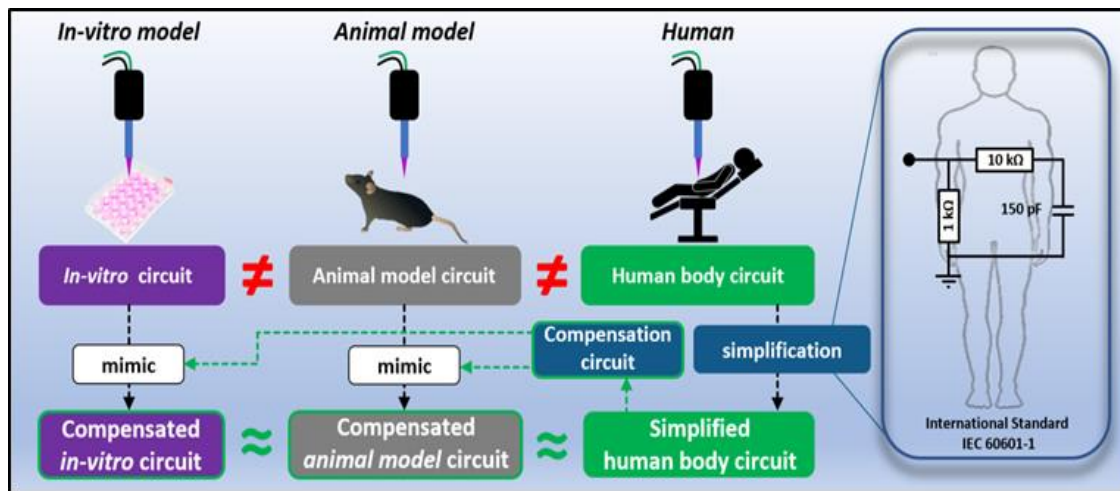 In-vitro model
Animal model
Human
In-vitro circuit
≠
Animal model circuit
≠
Human body circuit
mimic
mimic
Compensation
circuit
simplification
Compensated
in-vitro circuit
≈
Compensated
animal model circuit
≈
Simplified
human body circuit
10 kΩ
1 kΩ
150 pF
International Standard
IEC 60601-1